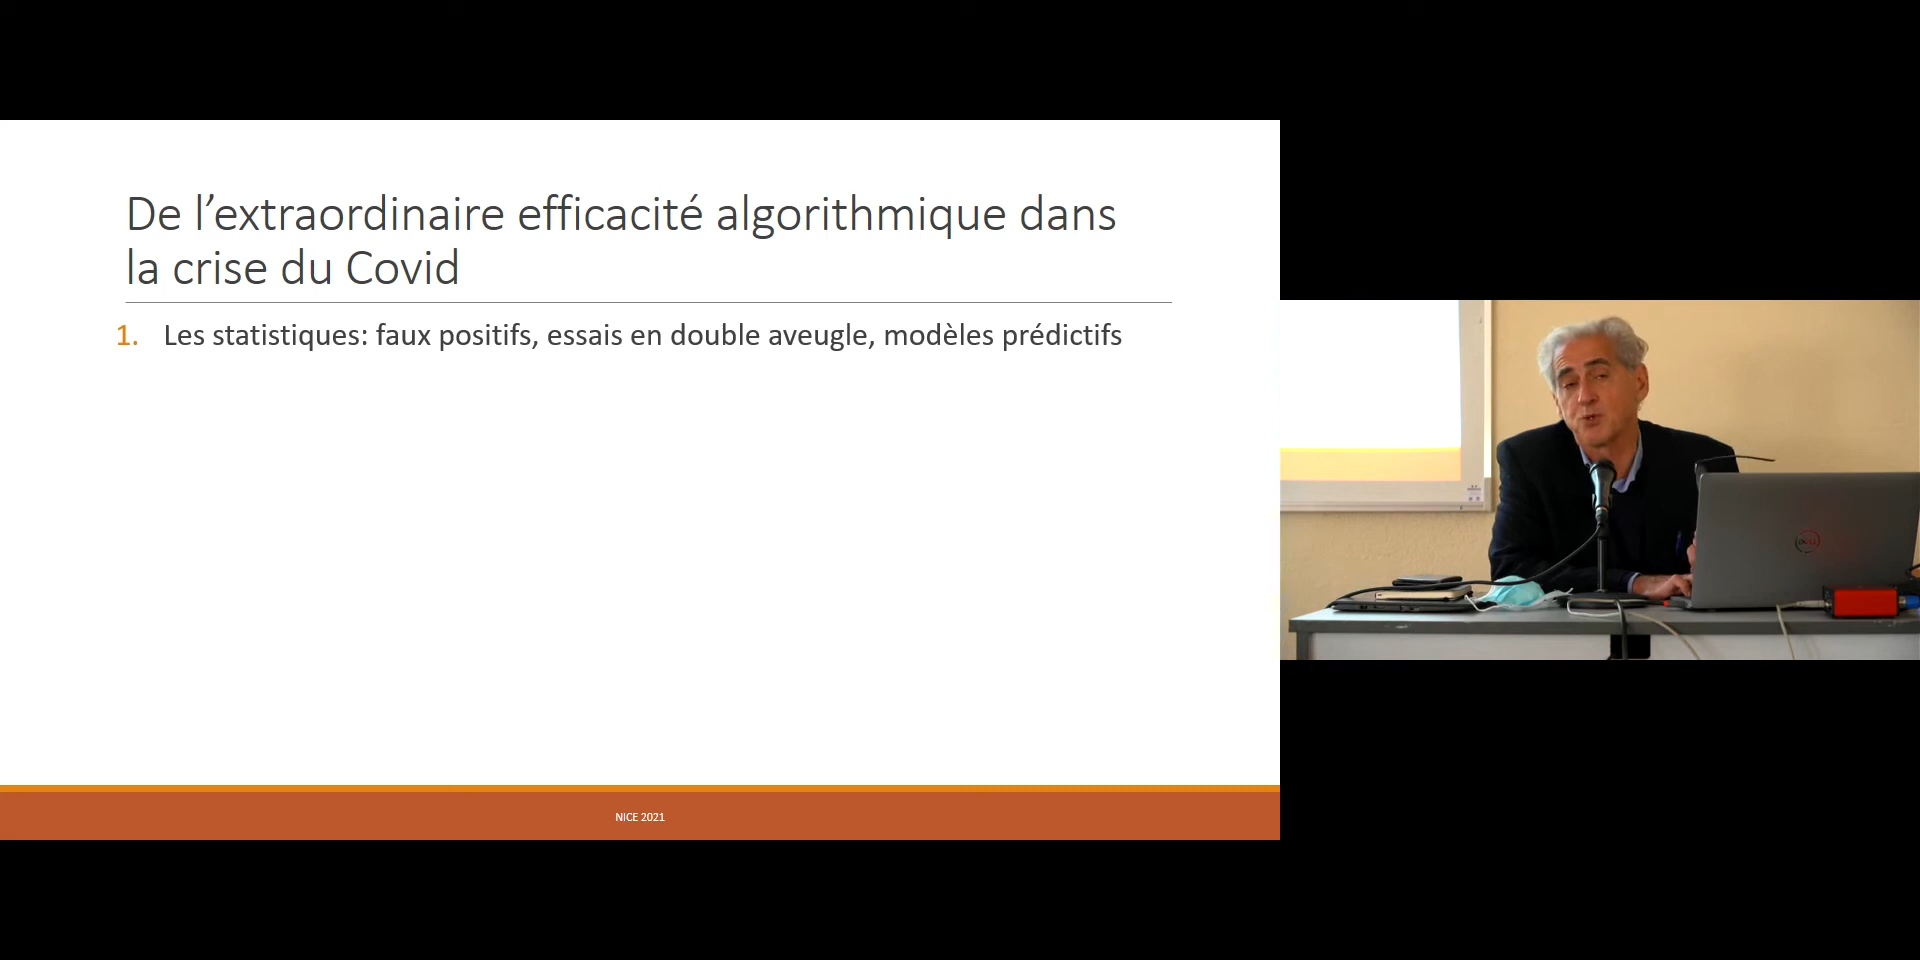 De l’extraordinaire efficacité algorithmique dans
la crise du Covid
1. Les statistiques: faux positifs, essais en double aveugle, modèles prédictifs
NICE 2021
DELL